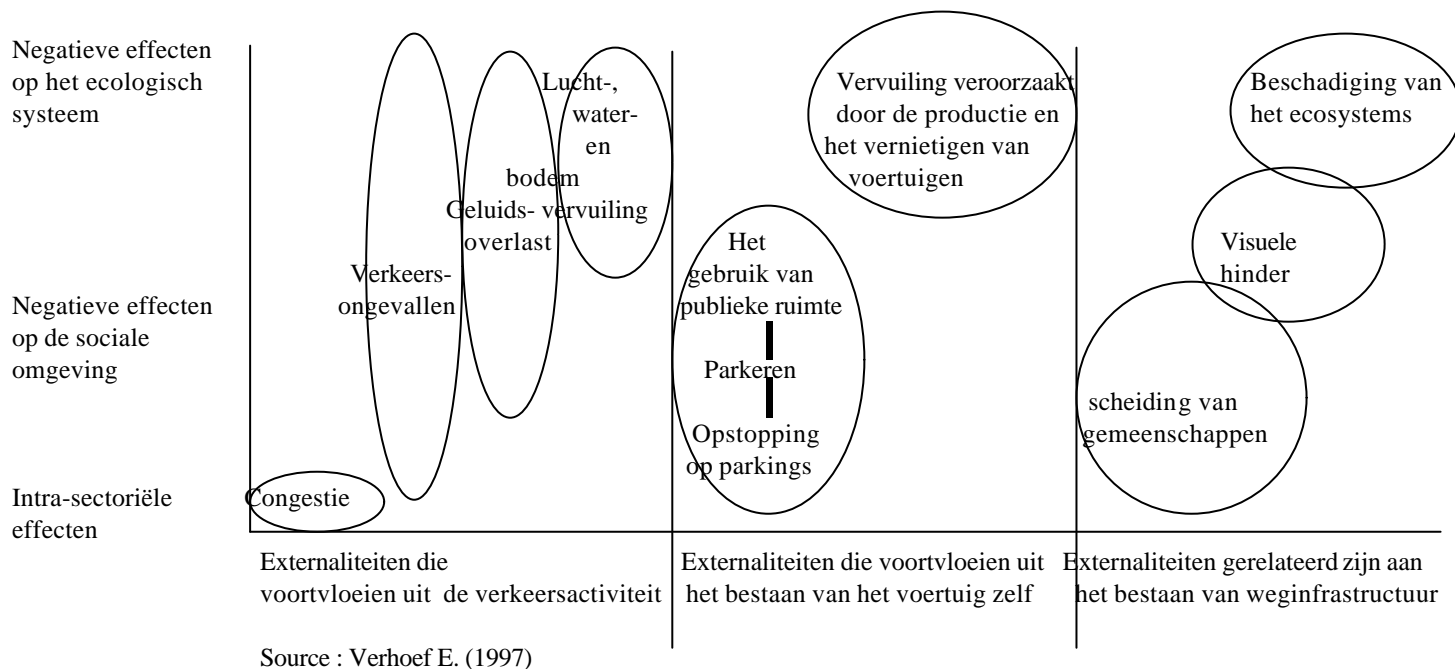 Negatieve effecten
op het ecologisch
systeem
Negatieve effecten
op de sociale
omgeving
Intra-sectoriële
effecten
Congestie
Verkeers-
ongevallen
Geluids-
overlast
Lucht-,
water-
en
bodem
vervuiling
Het
gebruik van
publieke ruimte
Parkeren
Opstopping
op parkings
Vervuiling veroorzaakt
door de productie en
het vernietigen van
voertuigen
Beschadiging van
het ecosystems
Visuele
hinder
scheiding van
gemeenschappen
Externaliteiten die
voortvloeien uit de verkeersactiviteit
Externaliteiten die voortvloeien uit
het bestaan van het voertuig zelf
Externaliteiten gerelateerd zijn aan
het bestaan van weginfrastructuur
Source : Verhoef E. (1997)